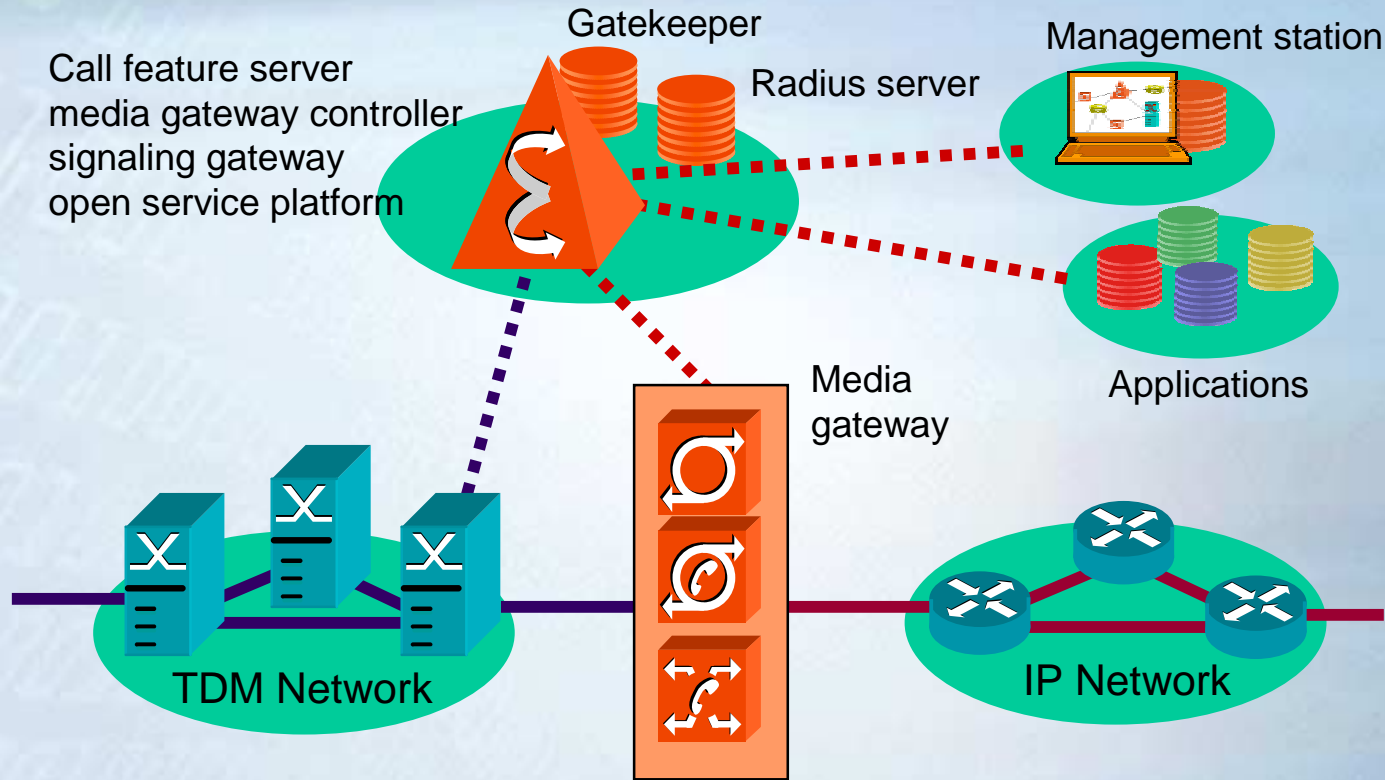 Gatekeeper
Management station
Call feature server
media gateway controller
signaling gateway
open service platform
Radius server
Media
gateway
Applications
TDM Network
IP Network